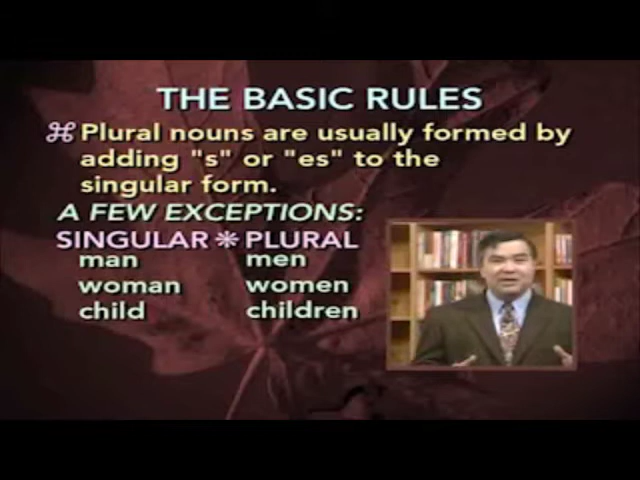 THE BASIC RULES
⌘ Plural nouns are usually formed by
adding "s" or "es" to the
singular form.
A FEW EXCEPTIONS:
SINGULAR ❋ PLURAL
man men
woman women
child children